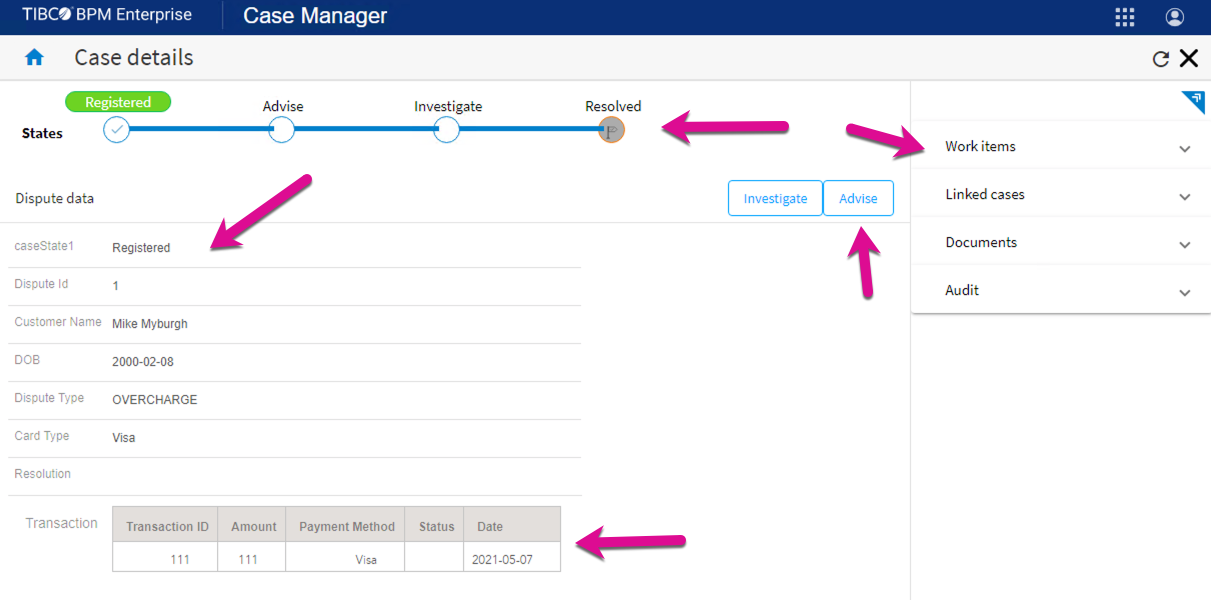 TIBCO® BPM Enterprise Case Manager
Case details
Registered Advise Investigate Resolved
States
Work items
Linked cases
Documents
Audit
Dispute data Investigate Advise
caseState1 Registered
Dispute Id 1
Customer Name Mike Myburgh
DOB 2000-02-08
Dispute Type OVERCHARGE
Card Type Visa
Resolution
Transaction Transaction ID Amount Payment Method Status Date
111 111 Visa 2021-05-07